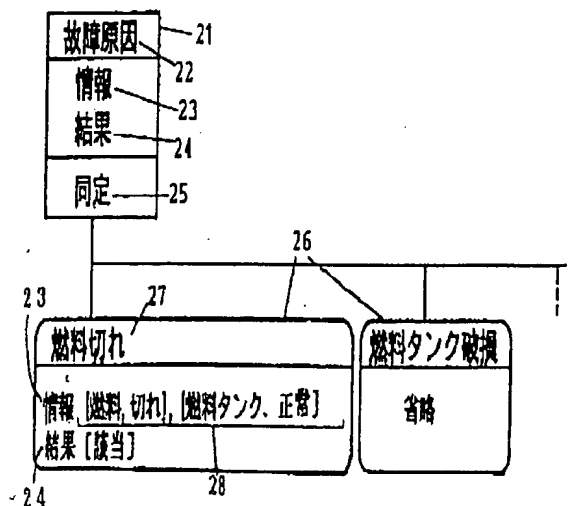 故障原因
21
22
情報
23
結果
24
同定
25
26
23
27
燃料切れ
燃料タンク破損
情報 [燃料,切れ],[燃料タンク、正常]
省略
結果 [該当]
28
24